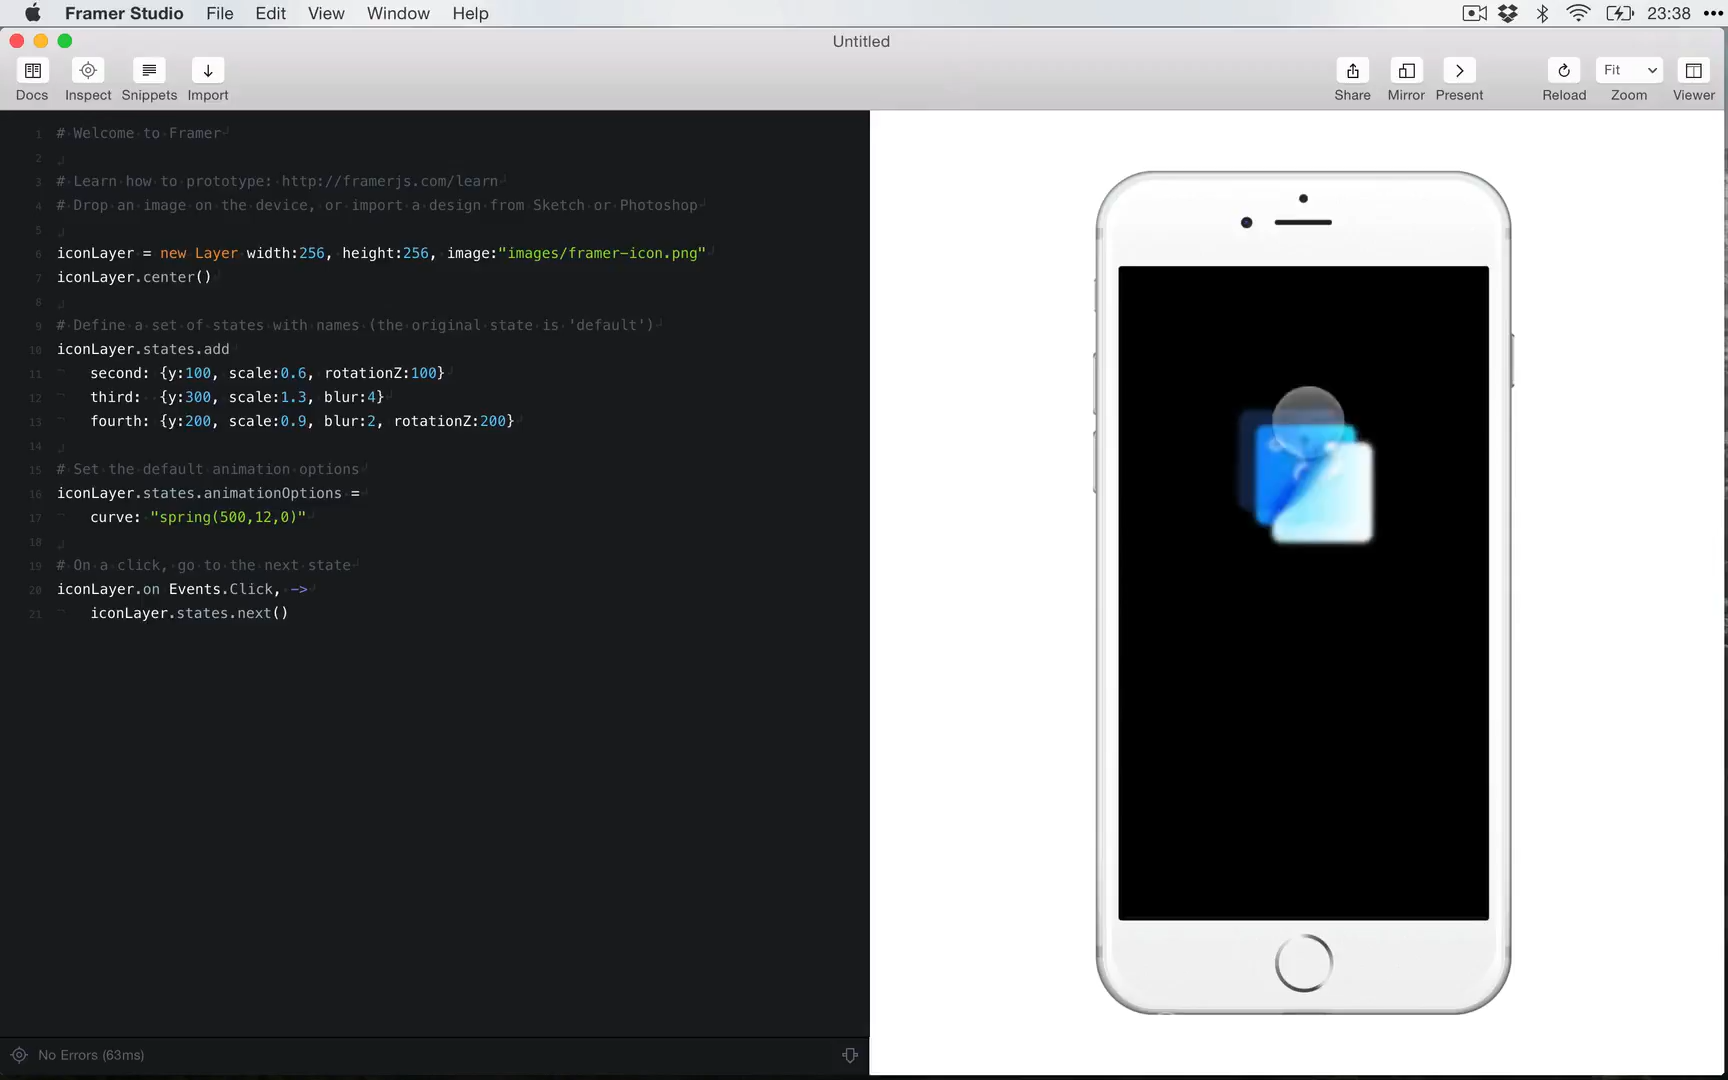 Framer Studio File Edit View Window Help 23:38
Untitled
Docs Inspect Snippets Import Share Mirror Present Reload Fit Zoom Viewer
1 # Welcome to Framer
2
3 # Learn how to prototype: http://framerjs.com/learn
4 # Drop an image on the device, or import a design from Sketch or Photoshop
5
6 iconLayer = new Layer width:256, height:256, image:"images/framer-icon.png"
7 iconLayer.center()
8
9 # Define a set of states with names (the original state is 'default')
10 iconLayer.states.add
11 second: {y:100, scale:0.6, rotationZ:100}
12 third: {y:300, scale:1.3, blur:4}
13 fourth: {y:200, scale:0.9, blur:2, rotationZ:200}
14
15 # Set the default animation options
16 iconLayer.states.animationOptions =
17 curve: "spring(500,12,0)"
18
19 # On a click, go to the next state
20 iconLayer.on Events.Click, ->
21 iconLayer.states.next()
No Errors (63ms)